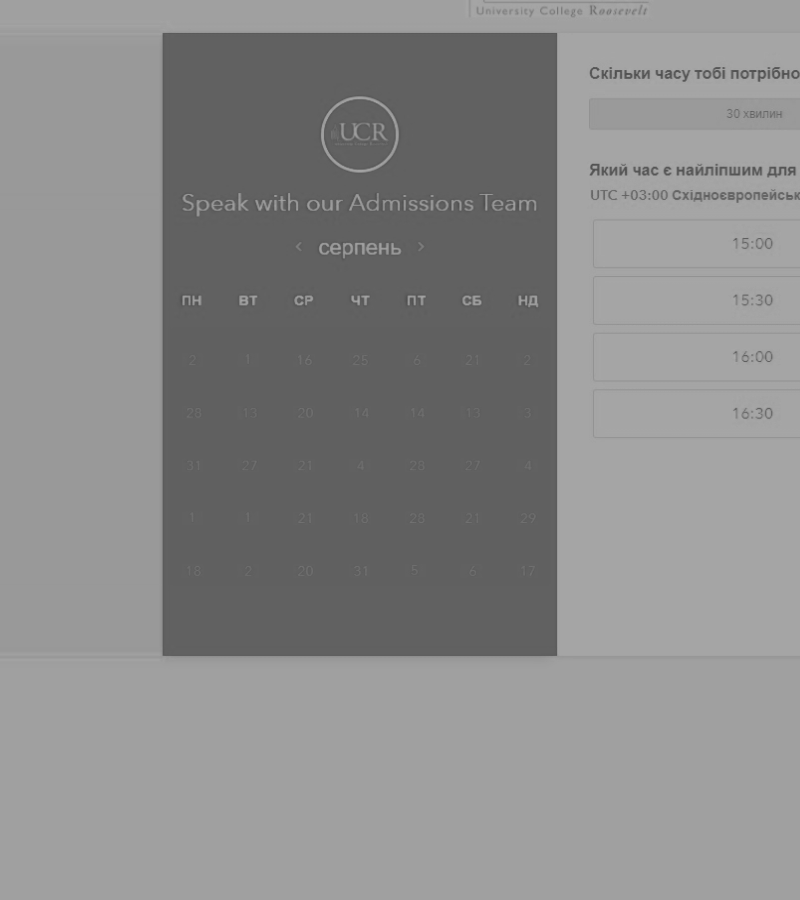 University College Roosevelt
UCR
Speak with our Admissions Team
‹ серпень ›
ПН ВТ СР ЧТ ПТ СБ НД
2 1 16 25 6 21 2
28 13 20 14 14 13 3
31 27 21 4 28 27 4
1 1 21 18 28 21 29
18 2 20 31 5 6 17
Скільки часу тобі потрібно
30 хвилин
Який час є найліпшим для
UTC +03:00 Східноєвропейськ
15:00
15:30
16:00
16:30